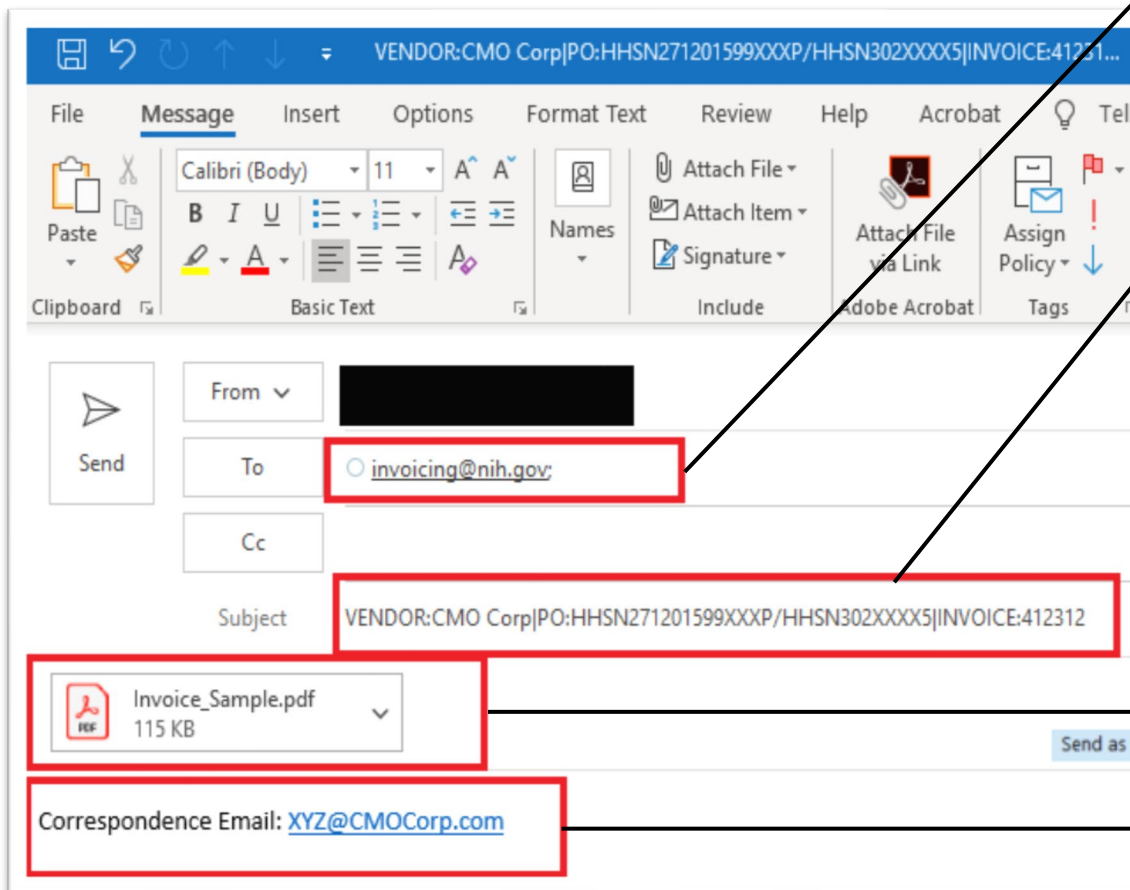 VENDOR:CMO Corp|PO:HHSN271201599XXXP/HHSN302XXXX5|INVOICE:41231...
File Message Insert Options Format Text Review Help Acrobat Tel
Calibri (Body) 11 A A Attach File
B I U Attach Item
Paste Names Attach File Assign
A Signature via Link Policy
Clipboard Basic Text Include Adobe Acrobat Tags
From
Send To invoicing@nih.gov;
Cc
Subject VENDOR:CMO Corp|PO:HHSN271201599XXXP/HHSN302XXXX5|INVOICE:412312
Invoice_Sample.pdf
PDF 115 KB
Send as
Correspondence Email: XYZ@CMOCorp.com